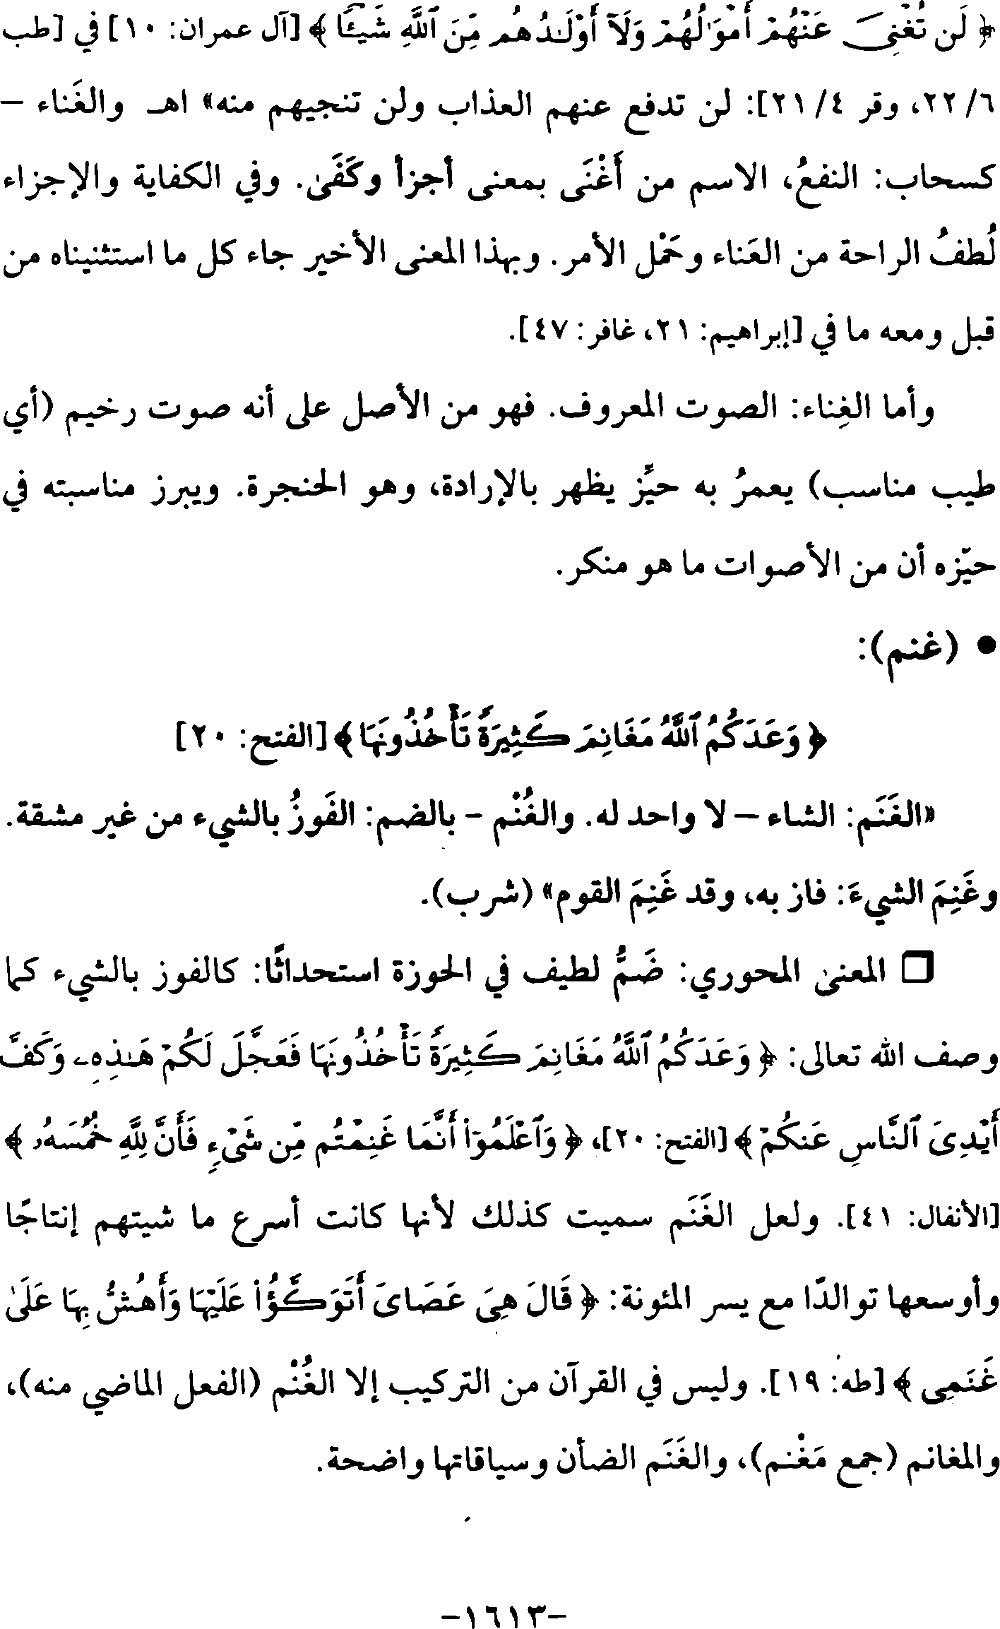 ﴿ لَن تُغْنِىَ عَنْهُمْ أَمْوَٰلُهُمْ وَلَآ أَوْلَـٰدُهُم مِّنَ ٱللَّهِ شَيْـًٔا ﴾ [آل عمران: ١٠] في [طب
٢٢/٦، وقر ٢١/٤]: لن تدفع عنهم العذاب ولن تنجيهم منه» اهـ والغَناء –
كسحاب: النفعُ، الاسم من أَغْنَى بمعنى أجزأ وكَفَىٰ. وفي الكفاية والإجزاء
لُطفُ الراحة من العَناء وحَمْل الأمر. وبهذا المعنى الأخير جاء كل ما استثنيناه من
قبل ومعه ما في [إبراهيم: ٢١، غافر: ٤٧].
وأما الغِناء: الصوت المعروف. فهو من الأصل على أنه صوت رخيم (أي
طيب مناسب) يعمرُ به حيِّز يظهر بالإرادة، وهو الحنجرة. ويبرز مناسبته في
حيّزه أن من الأصوات ما هو منكر.
• (غنم):
﴿ وَعَدَكُمُ ٱللَّهُ مَغَانِمَ كَثِيرَةً تَأْخُذُونَهَا ﴾ [الفتح: ٢٠]
«الغَنَم: الشاء – لا واحد له. والغُنْم - بالضم: الفَوزُ بالشيء من غير مشقة.
وغَنِمَ الشيءَ: فاز به، وقد غَنِمَ القوم» (شرب).
❒ المعنىٰ المحوري: ضَمٌّ لطيف في الحوزة استحداثًا: كالفوز بالشيء كما
وصف الله تعالى: ﴿ وَعَدَكُمُ ٱللَّهُ مَغَانِمَ كَثِيرَةً تَأْخُذُونَهَا فَعَجَّلَ لَكُمْ هَـٰذِهِۦ وَكَفَّ
أَيْدِىَ ٱلنَّاسِ عَنكُمْ ﴾ [الفتح: ٢٠]، ﴿ وَٱعْلَمُوٓا۟ أَنَّمَا غَنِمْتُم مِّن شَىْءٍ فَأَنَّ لِلَّهِ خُمُسَهُۥ ﴾
[الأنفال: ٤١]. ولعل الغَنَم سميت كذلك لأنها كانت أسرع ما شيتهم إنتاجًا
وأوسعها توالدًا مع يسر المئونة: ﴿ قَالَ هِىَ عَصَاىَ أَتَوَكَّؤُا۟ عَلَيْهَا وَأَهُشُّ بِهَا عَلَىٰ
غَنَمِى ﴾ [طه: ١٩]. وليس في القرآن من التركيب إلا الغُنْم (الفعل الماضي منه)،
والمغانم (جمع مَغْنم)، والغَنَم الضأن وسياقاتها واضحة.
-١٦١٣-